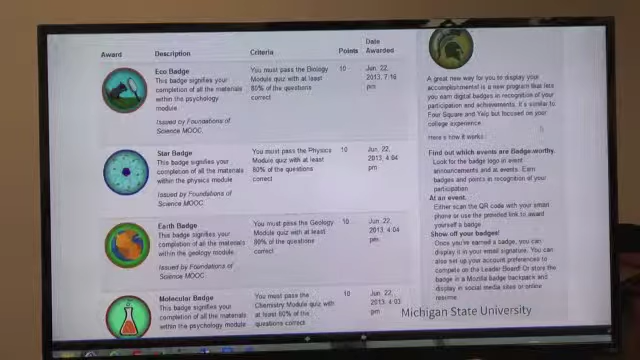 Award Description Criteria Points Date Awarded
Eco Badge
This badge signifies your
completion of all the materials
within the psychology
module
Issued by Foundations of
Science MOOC
You must pass the Biology
Module quiz with at least
80% of the questions
correct
10
Jun. 22,
2013, 7:16
pm
Star Badge
This badge signifies your
completion of all the materials
within the physics module
Issued by Foundations of
Science MOOC
You must pass the Physics
Module quiz with at least
80% of the questions
correct
10
Jun. 22,
2013, 4:04
pm
Earth Badge
This badge signifies your
completion of all the materials
within the geology module
Issued by Foundations of
Science MOOC
You must pass the Geology
Module quiz with at least
80% of the questions
correct
10
Jun. 22,
2013, 4:04
pm
Molecular Badge
This badge signifies your
completion of all the materials
within the psychology module
You must pass the
Chemistry Module quiz with
at least 80% of the
questions correct
10
Jun. 22,
2013, 4:03
pm
A great new way for you to display your
accomplishments! is a new program that lets
you earn digital badges in recognition of your
participation and achievements. It's similar to
Four Square and Yelp but focused on your
college experience.
Here's how it works:
Find out which events are Badge-worthy.
Look for the badge logo in event
announcements and at events. Earn
badges and points in recognition of your
participation
At an event.
Either scan the QR code with your smart
phone or use the provided link to award
yourself a badge
Show off your badges!
Once you've earned a badge, you can
display it in your email signature. You can
also set up your account preferences to
compete on the Leader Board! Or store the
badge in a Mozilla Badge backpack and
display in social media sites or online
resume.
Michigan State University